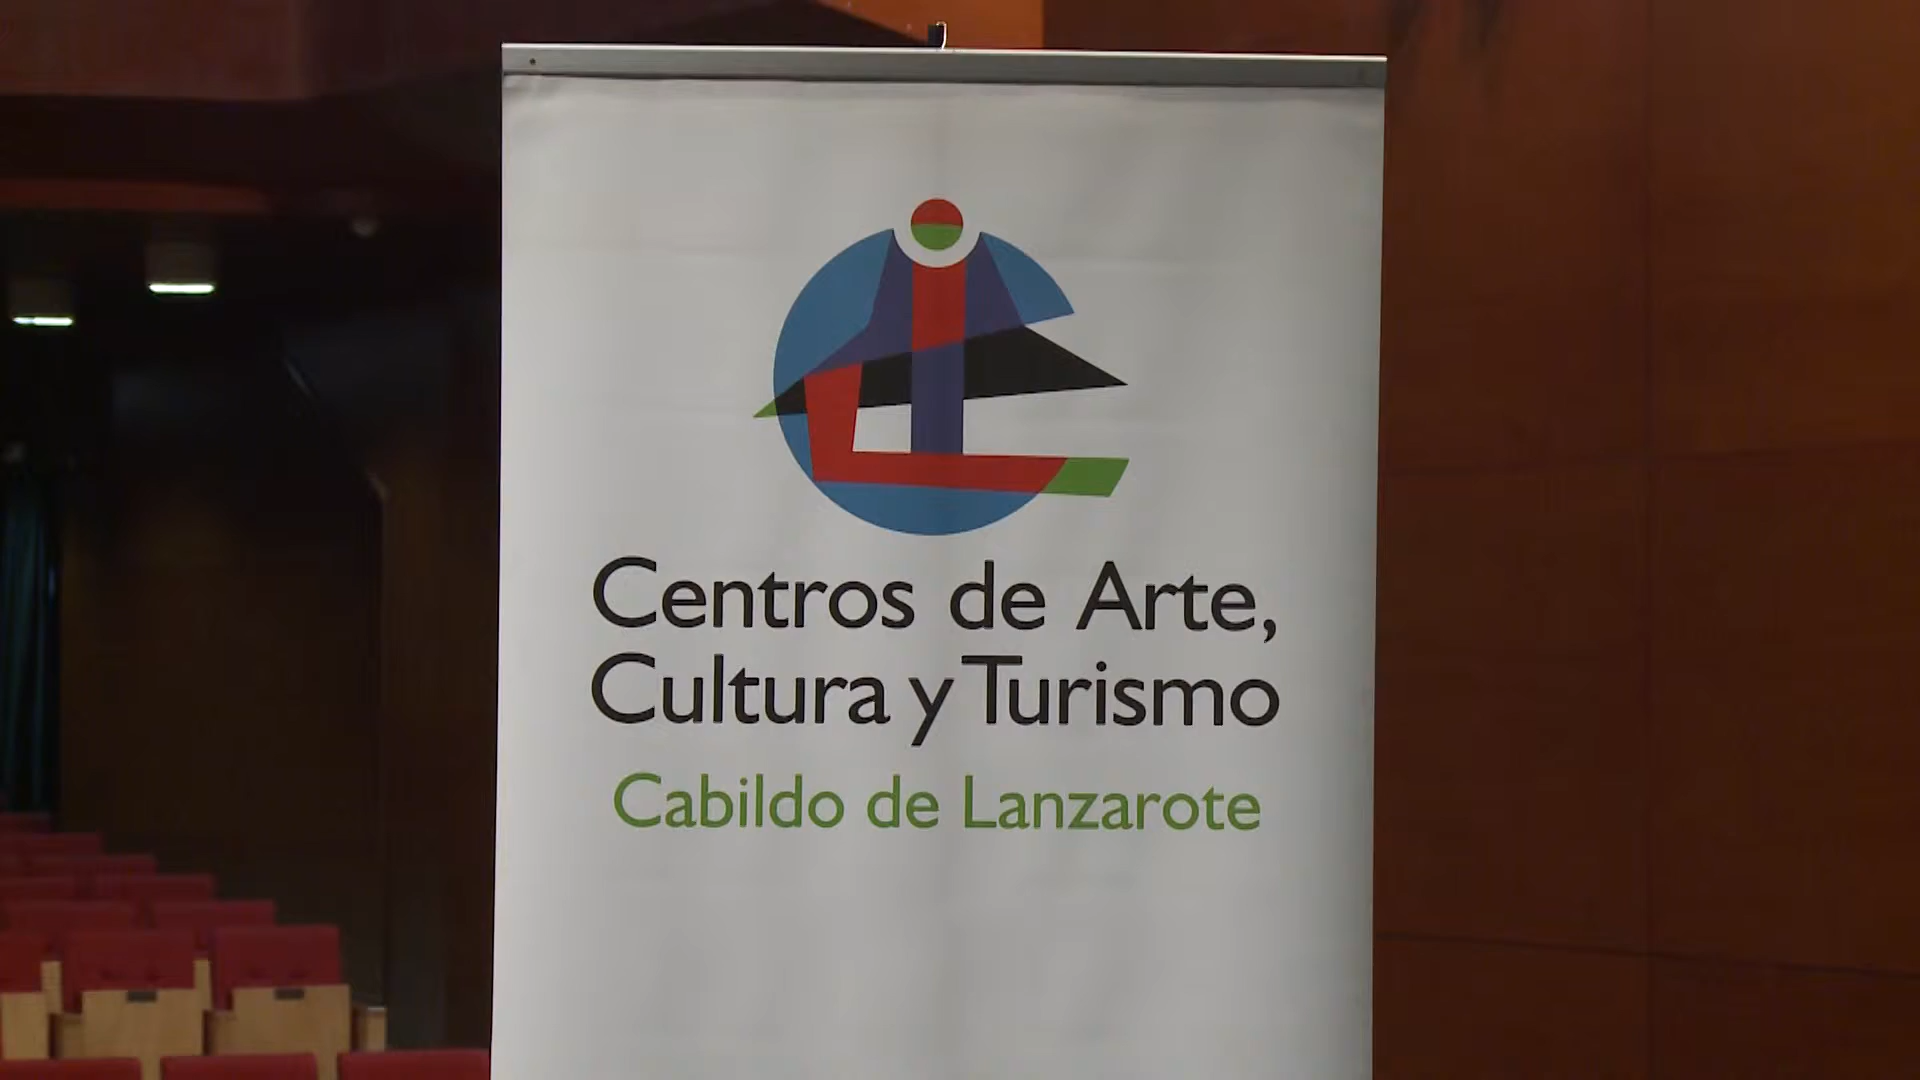 Centros de Arte,
Cultura y Turismo
Cabildo de Lanzarote